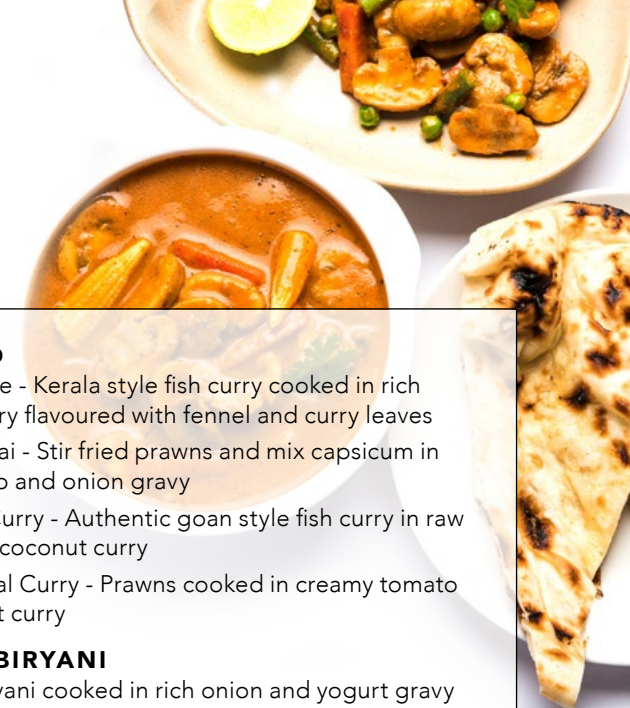 e - Kerala style fish curry cooked in rich
ry flavoured with fennel and curry leaves
ai - Stir fried prawns and mix capsicum in
o and onion gravy
urry - Authentic goan style fish curry in raw
coconut curry
al Curry - Prawns cooked in creamy tomato
t curry
BIRYANI
yani cooked in rich onion and yogurt gravy